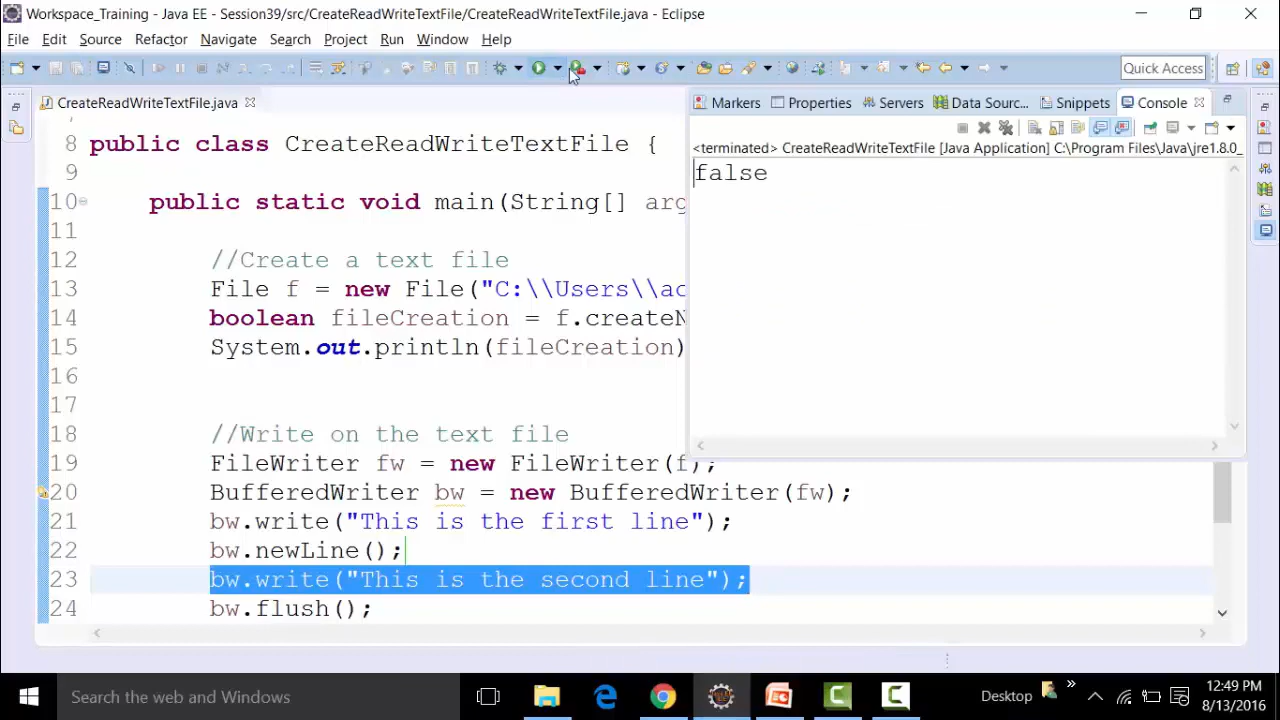 Workspace_Training - Java EE - Session39/src/CreateReadWriteTextFile/CreateReadWriteTextFile.java - Eclipse
File Edit Source Refactor Navigate Search Project Run Window Help
Quick Access
CreateReadWriteTextFile.java
Markers Properties Servers Data Sourc... Snippets Console
<terminated> CreateReadWriteTextFile [Java Application] C:\Program Files\Java\jre1.8.0_
false
8 public class CreateReadWriteTextFile {
9
10 public static void main(String[] arg
11
12 //Create a text file
13 File f = new File("C:\\Users\\ac
14 boolean fileCreation = f.createN
15 System.out.println(fileCreation)
16
17
18 //Write on the text file
19 FileWriter fw = new FileWriter(f);
20 BufferedWriter bw = new BufferedWriter(fw);
21 bw.write("This is the first line");
22 bw.newLine();
23 bw.write("This is the second line");
24 bw.flush();
Search the web and Windows
Desktop
12:49 PM
8/13/2016